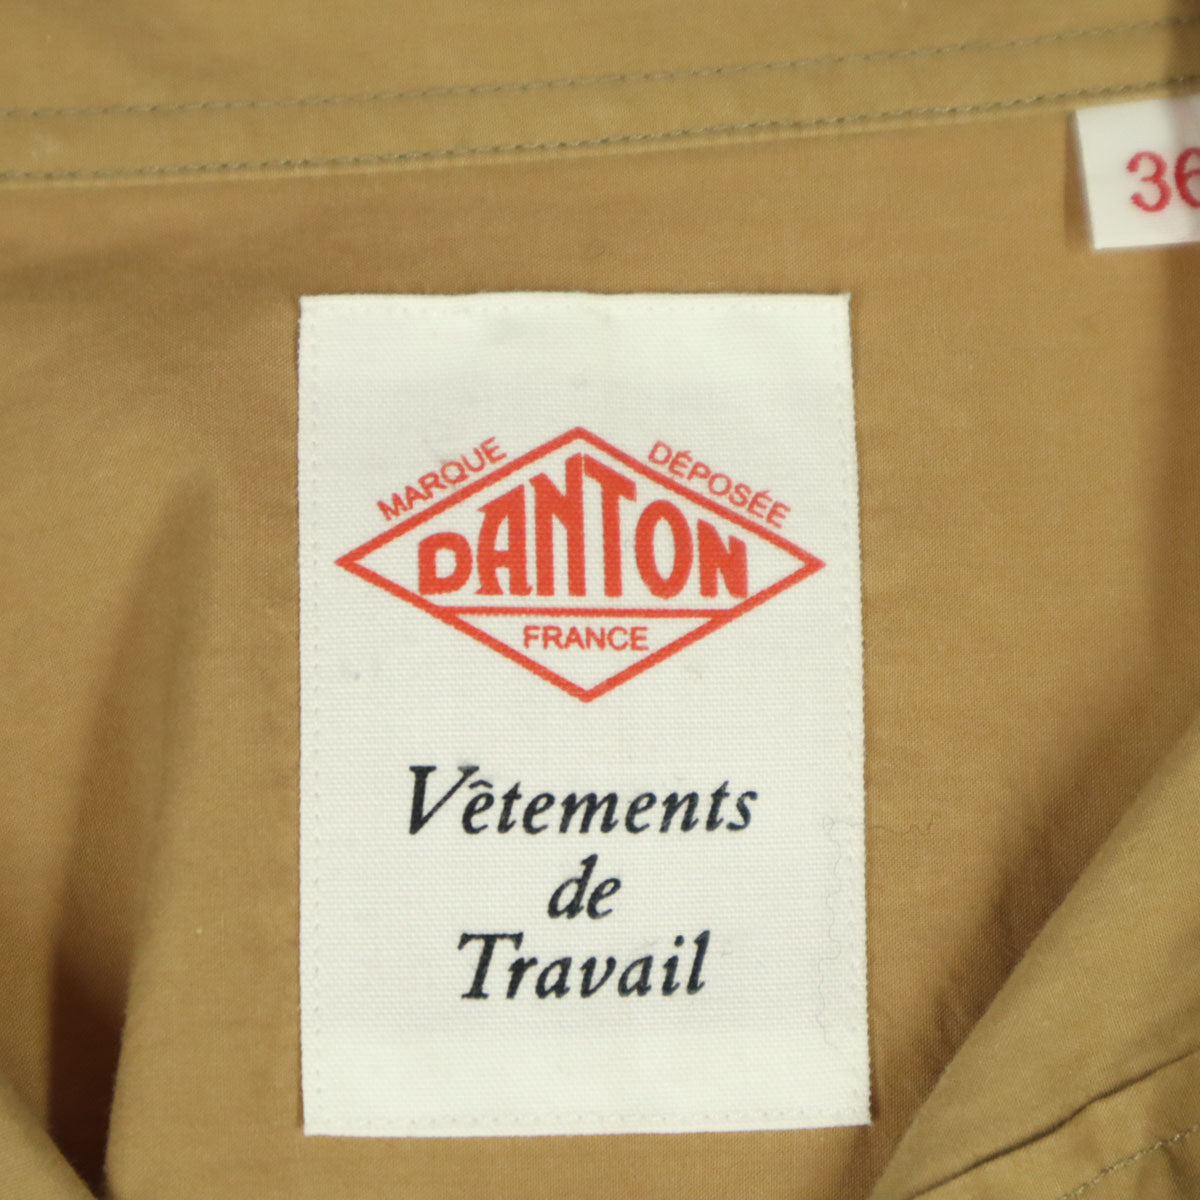 36
MARQUE DÉPOSÉE
DANTON
FRANCE
Vêtements
de
Travail